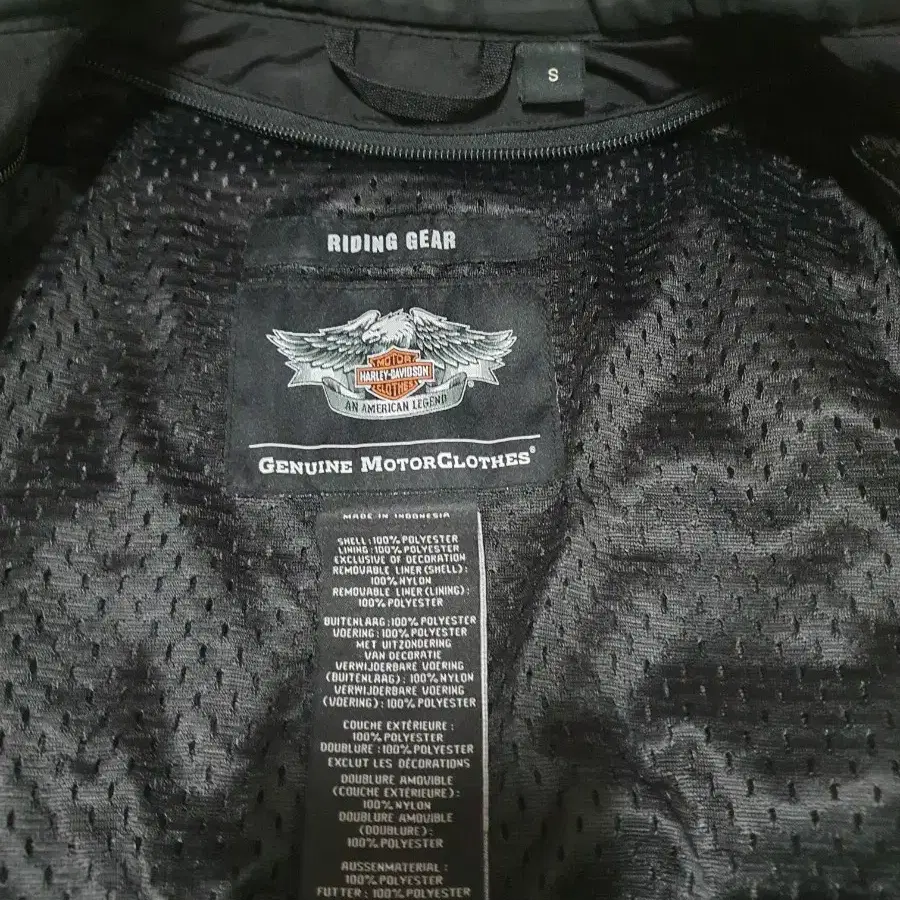 S
RIDING GEAR
MOTOR
HARLEY-DAVIDSON
CLOTHES
AN AMERICAN LEGEND
®
GENUINE MOTORCLOTHES®
MADE IN INDONESIA
SHELL:100% POLYESTER
LINING:100% POLYESTER
EXCLUSIVE OF DECORATION
REMOVABLE LINER (SHELL):
100% NYLON
REMOVABLE LINER (LINING):
100% POLYESTER
BUITENLAAG:100% POLYESTER
VOERING:100% POLYESTER
MET UITZONDERING
VAN DECORATIE
VERWIJDERBARE VOERING
(BUITENLAAG):100% NYLON
VERWIJDERBARE VOERING
(VOERING):100% POLYESTER
COUCHE EXTÉRIEURE:
100% POLYESTER
DOUBLURE:100% POLYESTER
EXCLUT LES DÉCORATIONS
DOUBLURE AMOVIBLE
(COUCHE EXTÉRIEURE):
100% NYLON
DOUBLURE AMOVIBLE
(DOUBLURE):
100% POLYESTER
AUSSENMATERIAL:
100% POLYESTER
FUTTER:100% POLYESTER